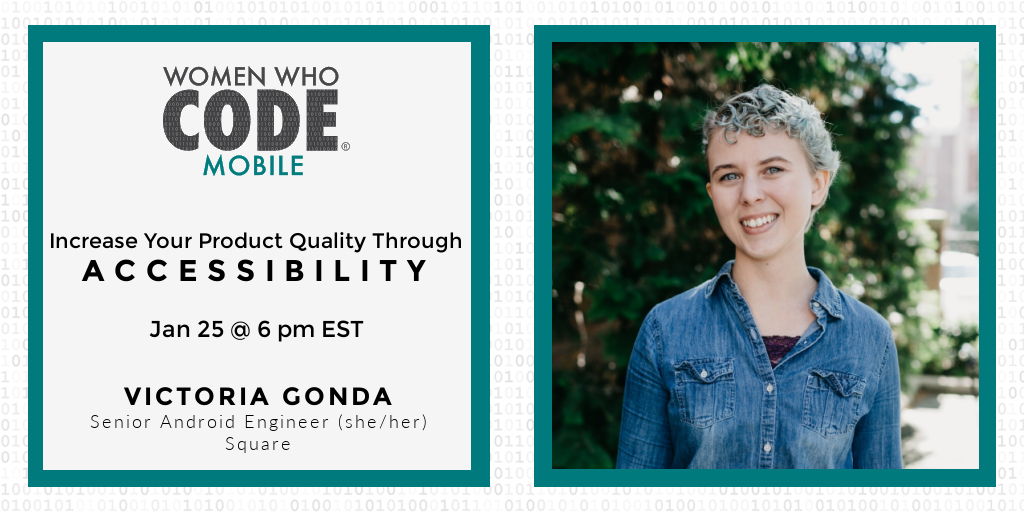 WOMEN WHO
CODE®
MOBILE
Increase Your Product Quality Through
ACCESSIBILITY
Jan 25 @ 6 pm EST
VICTORIA GONDA
Senior Android Engineer (she/her)
Square